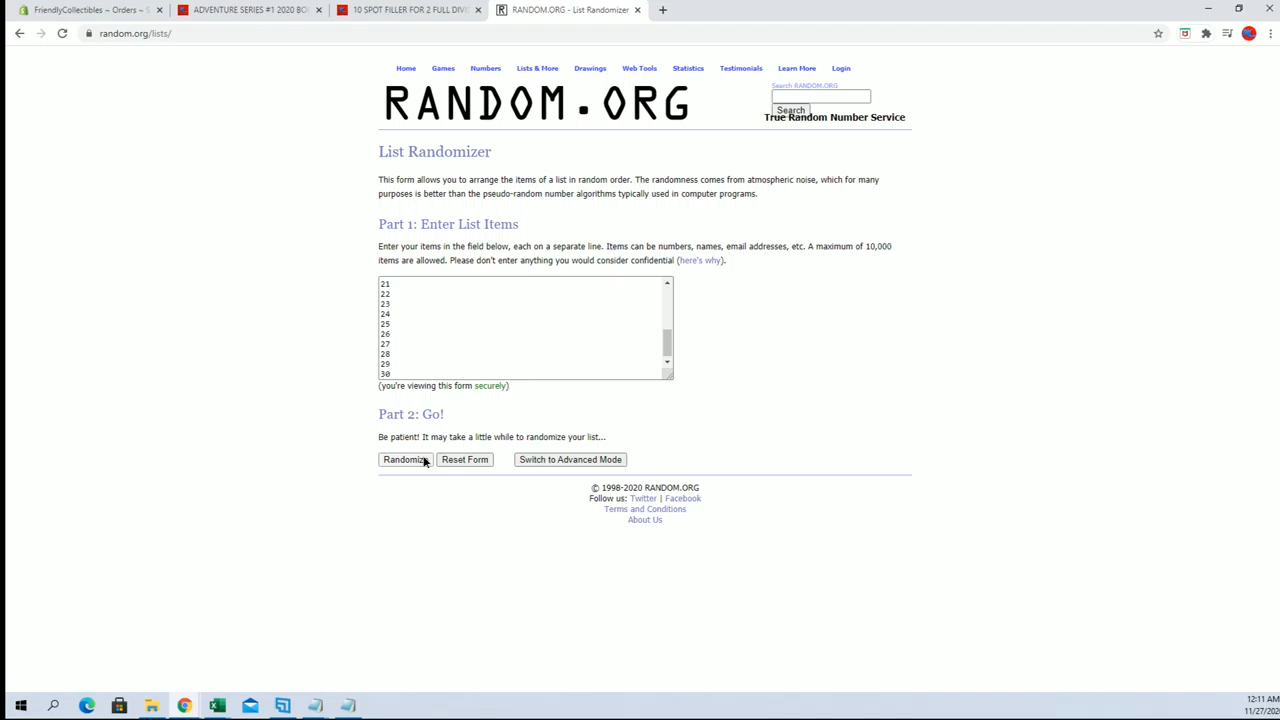 FriendlyCollectibles – Orders – S
ADVENTURE SERIES #1 2020 BO
10 SPOT FILLER FOR 2 FULL DIVI
RANDOM.ORG - List Randomizer
random.org/lists/
Home Games Numbers Lists & More Drawings Web Tools Statistics Testimonials Learn More Login
Search RANDOM.ORG
RANDOM.ORG
Search
True Random Number Service
List Randomizer
This form allows you to arrange the items of a list in random order. The randomness comes from atmospheric noise, which for many
purposes is better than the pseudo-random number algorithms typically used in computer programs.
Part 1: Enter List Items
Enter your items in the field below, each on a separate line. Items can be numbers, names, email addresses, etc. A maximum of 10,000
items are allowed. Please don't enter anything you would consider confidential (here's why).
21
22
23
24
25
26
27
28
29
30
(you're viewing this form securely)
Part 2: Go!
Be patient! It may take a little while to randomize your list...
Randomize Reset Form Switch to Advanced Mode
© 1998-2020 RANDOM.ORG
Follow us: Twitter | Facebook
Terms and Conditions
About Us
12:11 AM
11/27/20